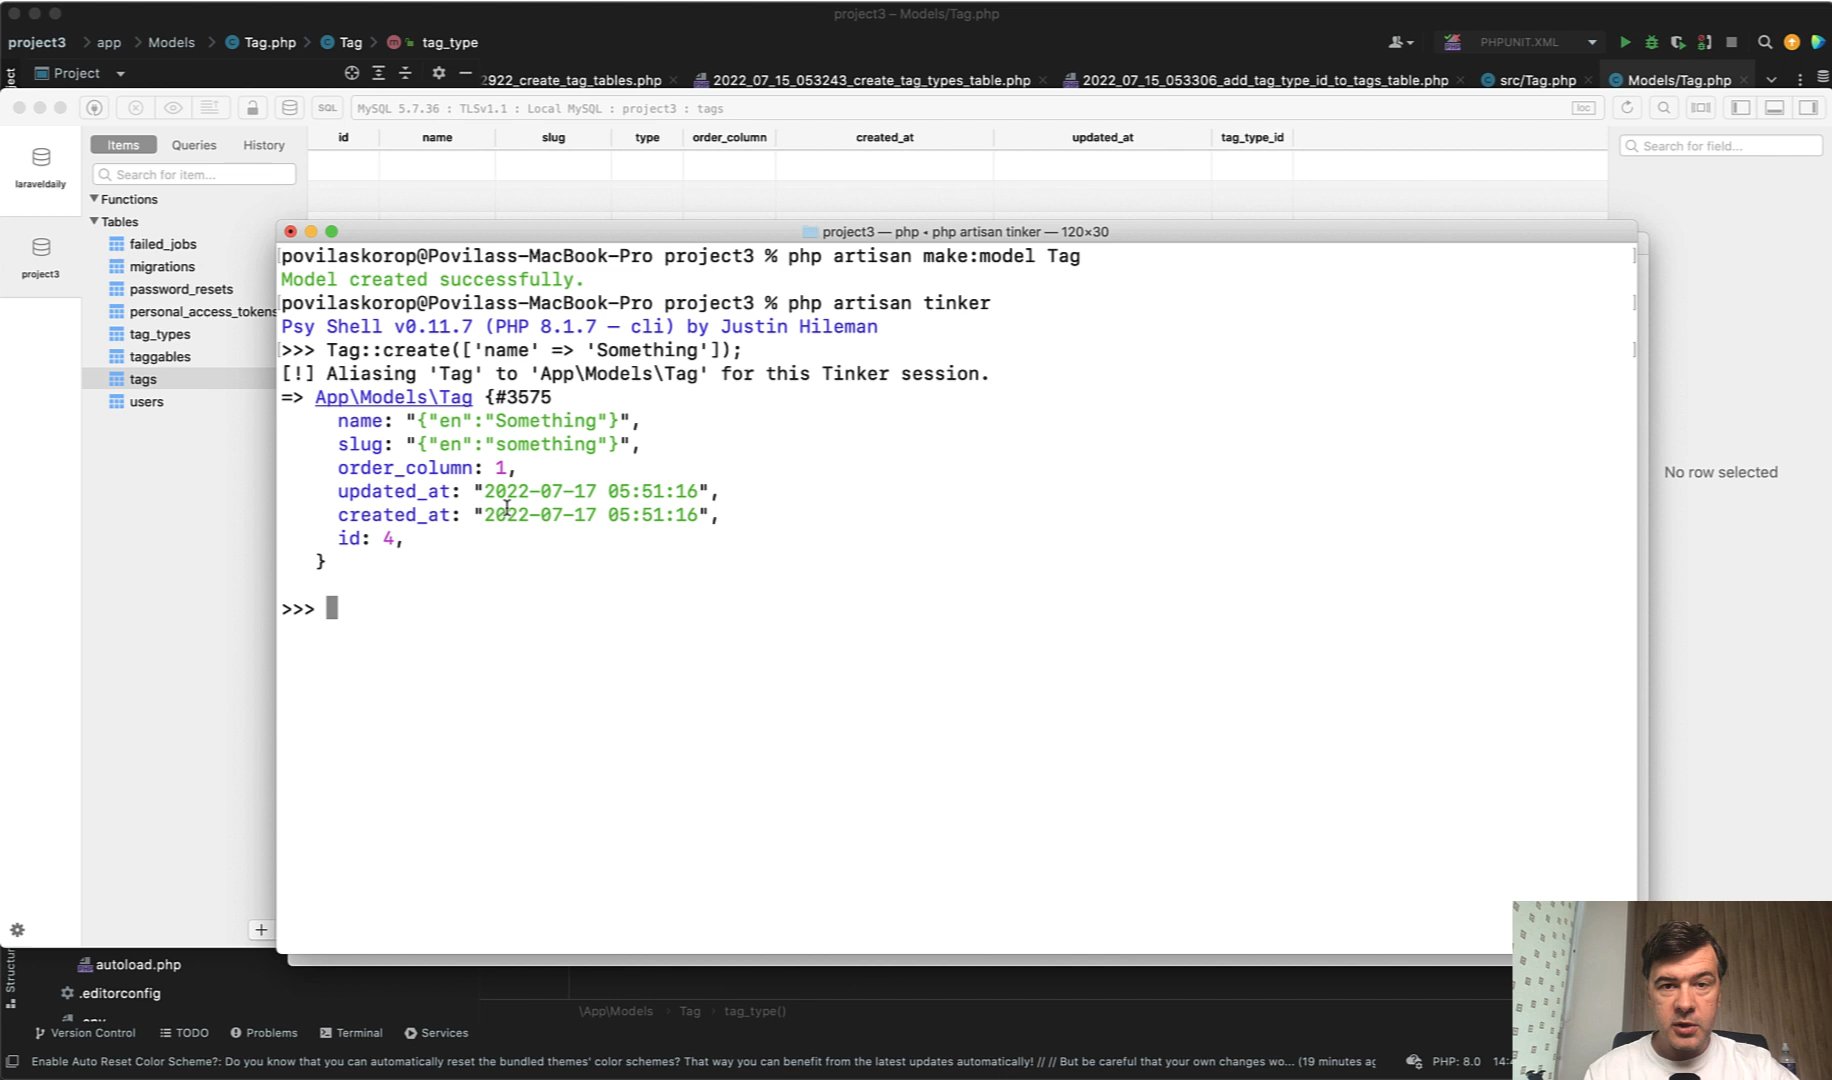 project3 – Models/Tag.php
project3 app Models Tag.php Tag tag_type
PHPUNIT.XML
Project
2922_create_tag_tables.php 2022_07_15_053243_create_tag_types_table.php 2022_07_15_053306_add_tag_type_id_to_tags_table.php src/Tag.php Models/Tag.php
SQL
MySQL 5.7.36 : TLSv1.1 : Local MySQL : project3 : tags
loc
laraveldaily
project3
Items Queries History
Search for item...
Functions
Tables
failed_jobs
migrations
password_resets
personal_access_tokens
tag_types
taggables
tags
users
id name slug type order_column created_at updated_at tag_type_id
Search for field...
No row selected
project3 — php ◂ php artisan tinker — 120×30
povilaskorop@Povilass-MacBook-Pro project3 % php artisan make:model Tag
Model created successfully.
povilaskorop@Povilass-MacBook-Pro project3 % php artisan tinker
Psy Shell v0.11.7 (PHP 8.1.7 — cli) by Justin Hileman
>>> Tag::create(['name' => 'Something']);
[!] Aliasing 'Tag' to 'App\Models\Tag' for this Tinker session.
=> App\Models\Tag {#3575
name: "{"en":"Something"}",
slug: "{"en":"something"}",
order_column: 1,
updated_at: "2022-07-17 05:51:16",
created_at: "2022-07-17 05:51:16",
id: 4,
}
>>>
autoload.php
.editorconfig
Structur
\App\Models Tag tag_type()
Version Control TODO Problems Terminal Services
Enable Auto Reset Color Scheme?: Do you know that you can automatically reset the bundled themes' color schemes? That way you can benefit from the latest updates automatically! // // But be careful that your own changes wo... (19 minutes ag
PHP: 8.0